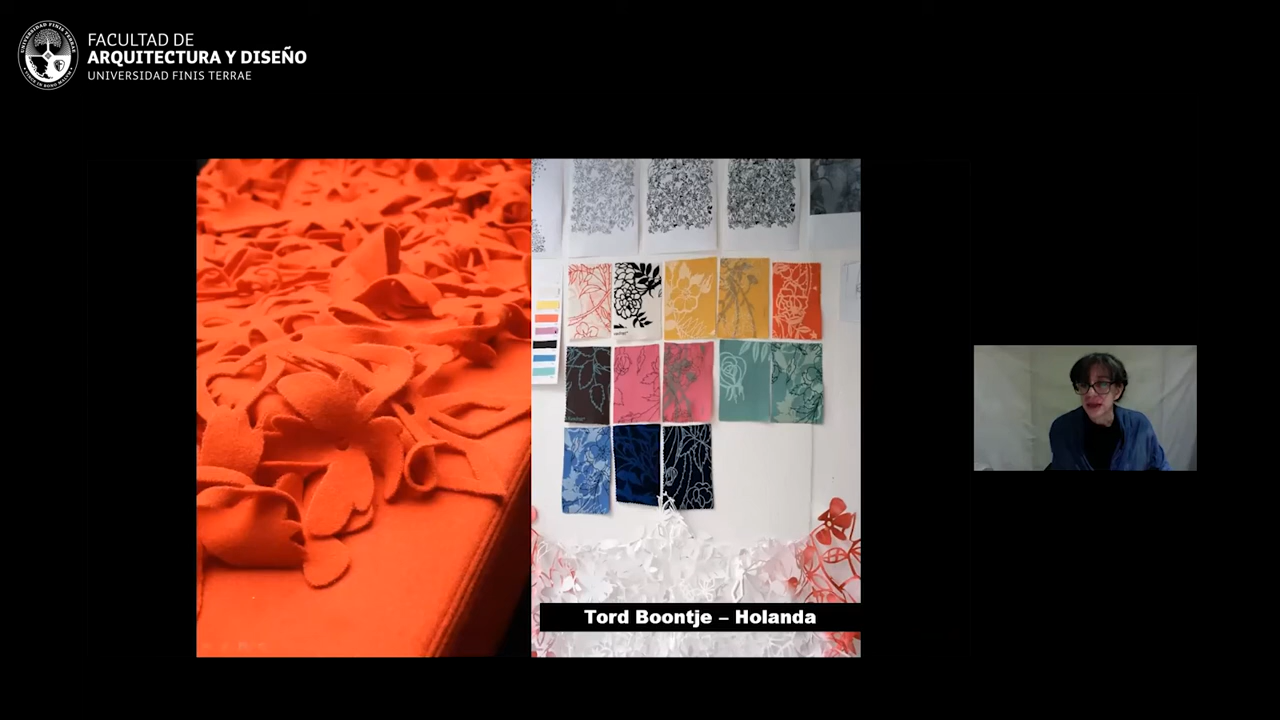 FACULTAD DE
ARQUITECTURA Y DISEÑO
UNIVERSIDAD FINIS TERRAE
Tord Boontje – Holanda